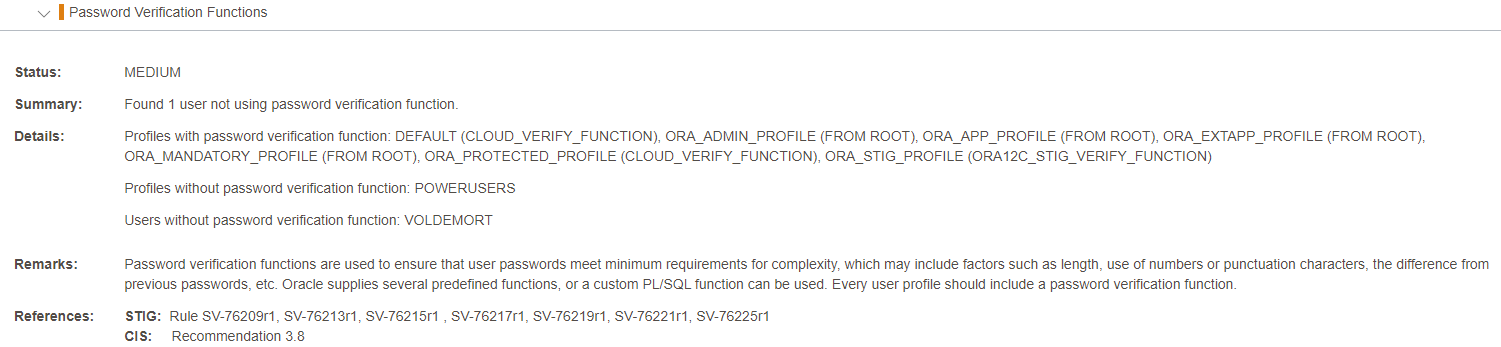 Password Verification Functions
Status: MEDIUM
Summary: Found 1 user not using password verification function.
Details: Profiles with password verification function: DEFAULT (CLOUD_VERIFY_FUNCTION), ORA_ADMIN_PROFILE (FROM ROOT), ORA_APP_PROFILE (FROM ROOT), ORA_EXTAPP_PROFILE (FROM ROOT),
ORA_MANDATORY_PROFILE (FROM ROOT), ORA_PROTECTED_PROFILE (CLOUD_VERIFY_FUNCTION), ORA_STIG_PROFILE (ORA12C_STIG_VERIFY_FUNCTION)
Profiles without password verification function: POWERUSERS
Users without password verification function: VOLDEMORT
Remarks: Password verification functions are used to ensure that user passwords meet minimum requirements for complexity, which may include factors such as length, use of numbers or punctuation characters, the difference from
previous passwords, etc. Oracle supplies several predefined functions, or a custom PL/SQL function can be used. Every user profile should include a password verification function.
References: STIG: Rule SV-76209r1, SV-76213r1, SV-76215r1 , SV-76217r1, SV-76219r1, SV-76221r1, SV-76225r1
CIS: Recommendation 3.8